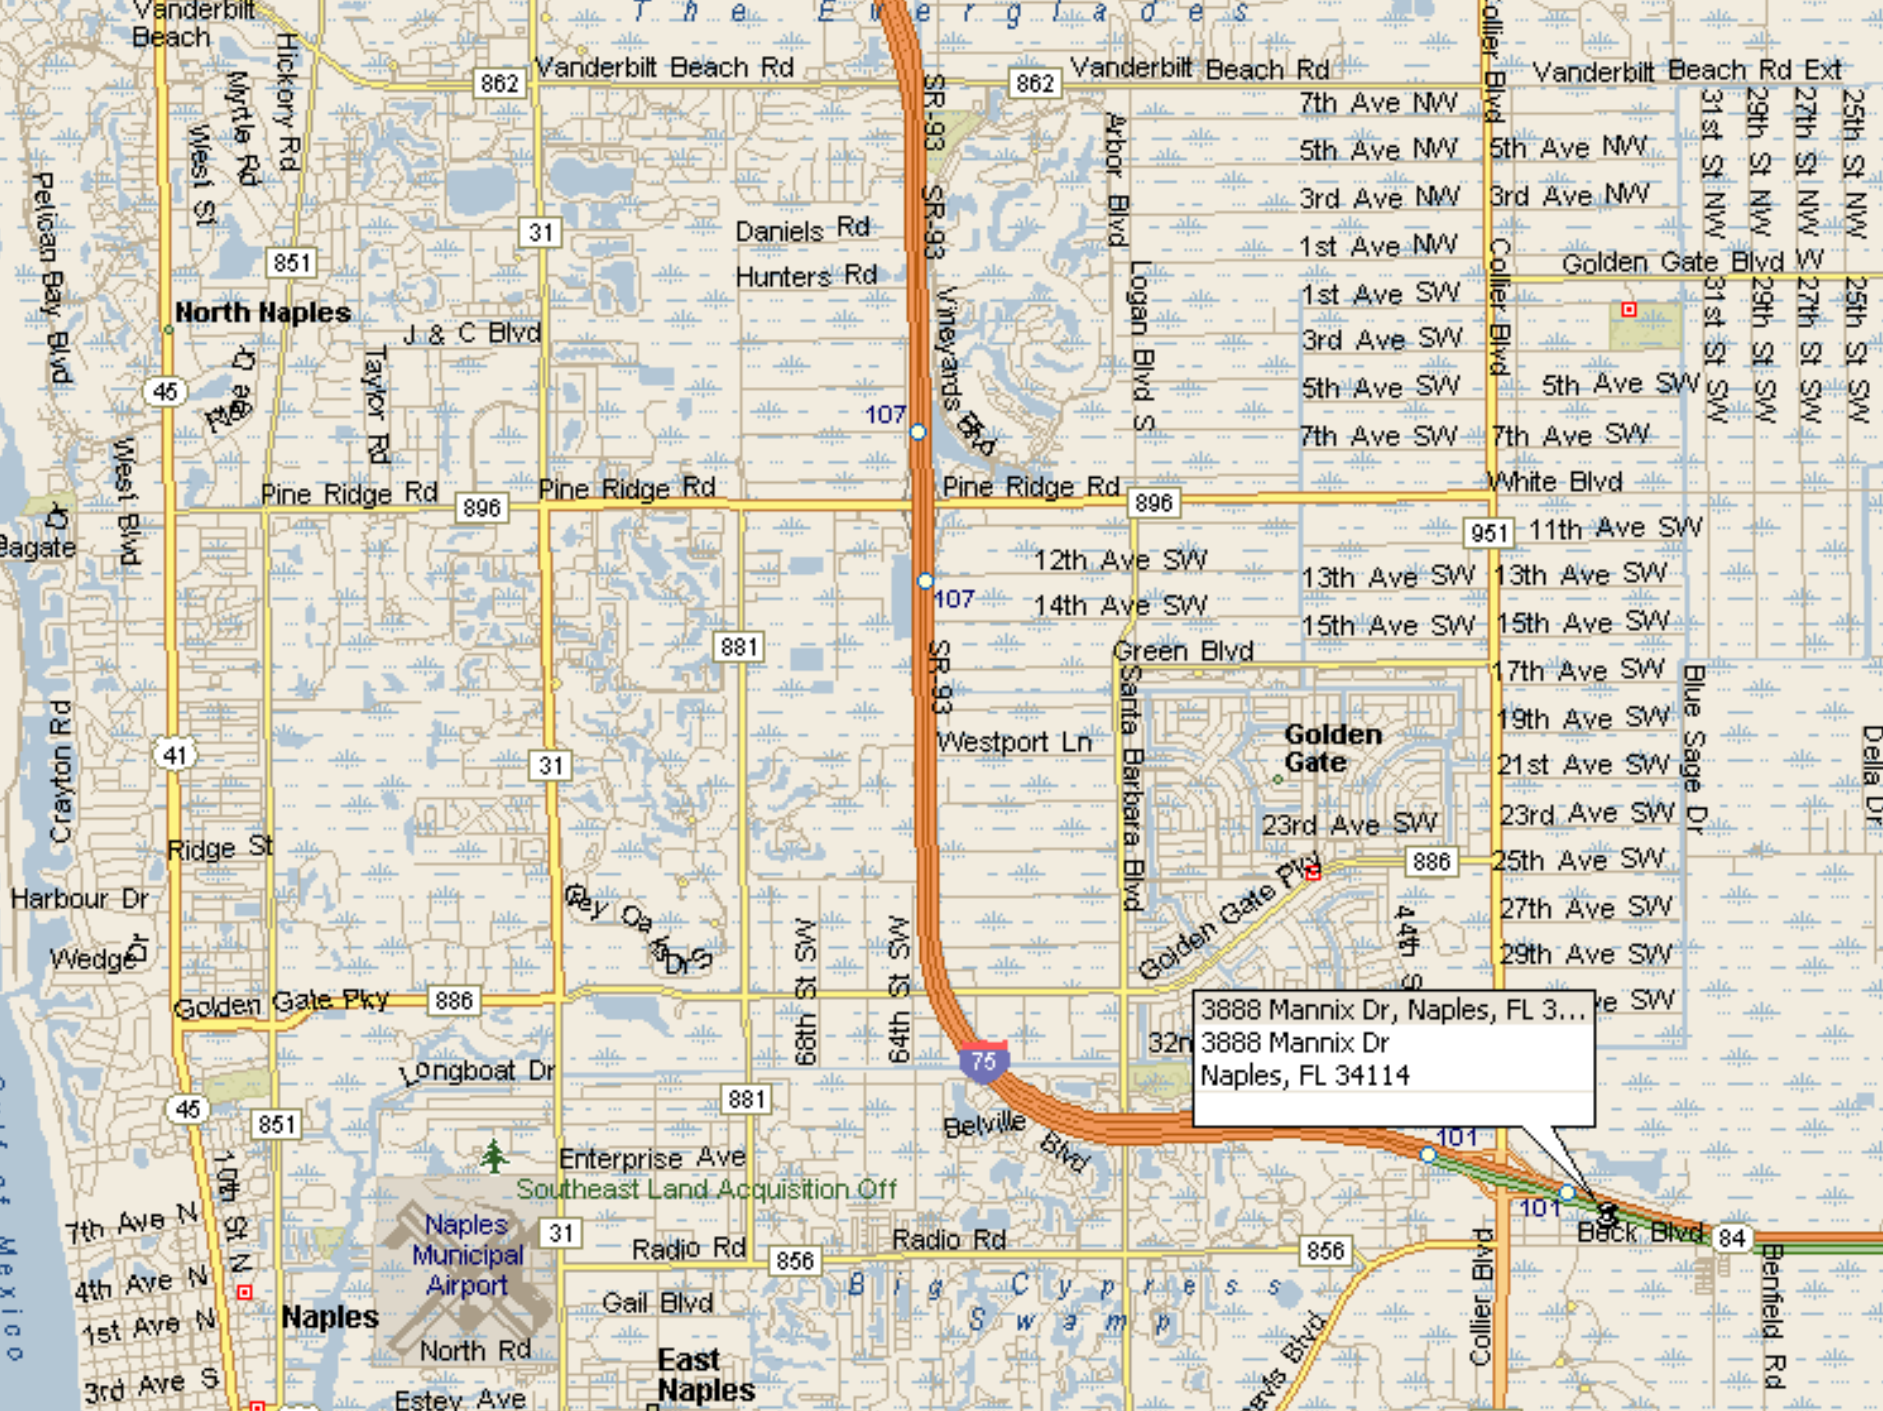 Vanderbilt
Beach
The Everglades
Hickory Rd
Myrtle Rd
West St
Pelican Bay Blvd
862
Vanderbilt Beach Rd
862
Vanderbilt Beach Rd
Collier Blvd
Vanderbilt Beach Rd Ext
SR-93
SR-93
Arbor Blvd
7th Ave NW
5th Ave NW
5th Ave NW
3rd Ave NW
3rd Ave NW
1st Ave NW
31st St NW
29th St NW
27th St NW
25th St NW
31
851
Daniels Rd
Hunters Rd
Golden Gate Blvd W
Collier Blvd
1st Ave SW
3rd Ave SW
5th Ave SW
5th Ave SW
7th Ave SW
7th Ave SW
31st St SW
29th St SW
27th St SW
25th St SW
North Naples
J & C Blvd
Taylor Rd
Vineyards Blvd
Logan Blvd S
45
107
West Blvd
Pine Ridge Rd
896
Pine Ridge Rd
Pine Ridge Rd
896
White Blvd
951
11th Ave SW
Dr
12th Ave SW
13th Ave SW
13th Ave SW
107
14th Ave SW
15th Ave SW
15th Ave SW
881
SR-93
Green Blvd
17th Ave SW
Santa Barbara Blvd
Blue Sage Dr
19th Ave SW
Crayton Rd
41
31
Westport Ln
Golden
Gate
21st Ave SW
Della Dr
23rd Ave SW
23rd Ave SW
Ridge St
Golden Gate Pky
886
25th Ave SW
Harbour Dr
Grey Oaks Dr S
44th S
27th Ave SW
Wedge Dr
68th St SW
64th St SW
29th Ave SW
Golden Gate Pky
886
3888 Mannix Dr, Naples, FL 3...
3888 Mannix Dr
Naples, FL 34114
ve SW
32n
Longboat Dr
75
45
851
881
Belville Blvd
101
101
10th St N
Enterprise Ave
Southeast Land Acquisition Off
Naples
Municipal
Airport
7th Ave N
31
Radio Rd
856
Radio Rd
856
Beck Blvd
84
Collier Blvd
Benfield Rd
4th Ave N
Gail Blvd
Big Cypress
Swamp
Naples
1st Ave N
North Rd
3rd Ave S
East
Naples
Estey Ave
Gulf of Mexico